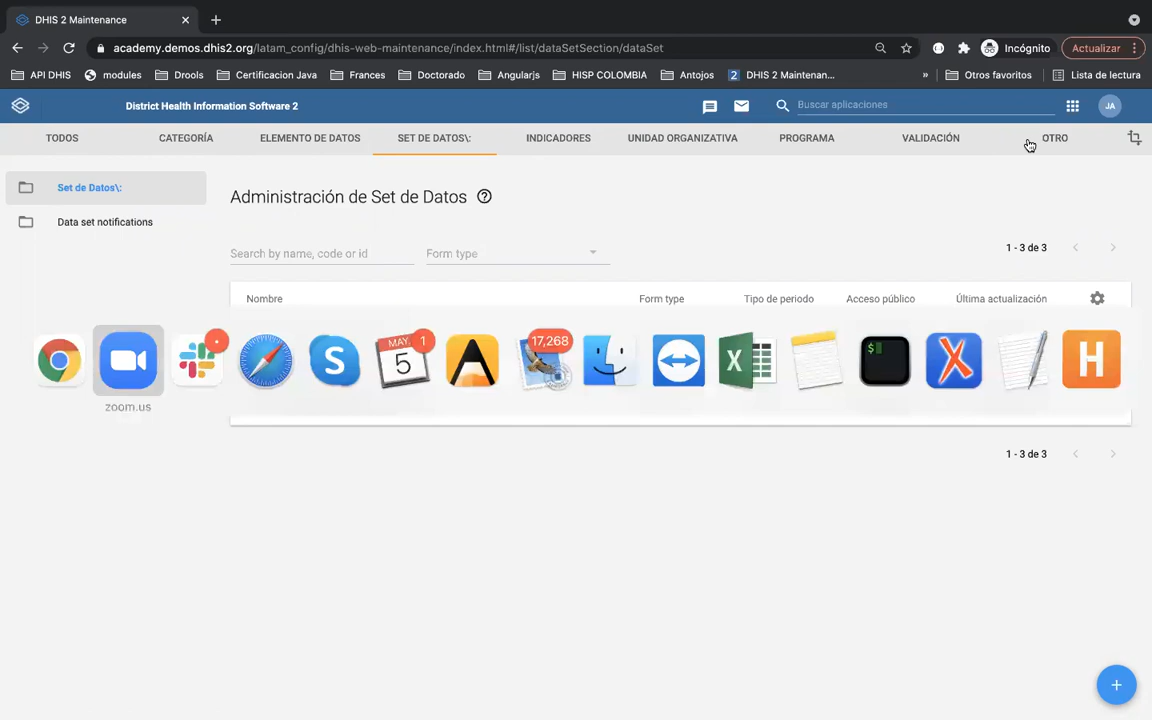 DHIS 2 Maintenance
academy.demos.dhis2.org/latam_config/dhis-web-maintenance/index.html#/list/dataSetSection/dataSet
Incógnito
Actualizar
API DHIS
modules
Drools
Certificacion Java
Frances
Doctorado
Angularjs
HISP COLOMBIA
Antojos
2 DHIS 2 Maintenan...
»
Otros favoritos
Lista de lectura
District Health Information Software 2
Buscar aplicaciones
JA
TODOS
CATEGORÍA
ELEMENTO DE DATOS
SET DE DATOS\:
INDICADORES
UNIDAD ORGANIZATIVA
PROGRAMA
VALIDACIÓN
OTRO
Set de Datos\:
Data set notifications
Administración de Set de Datos
Search by name, code or id
Form type
1 - 3 de 3
Nombre
Form type
Tipo de periodo
Acceso público
Última actualización
S
MAY.
5
1
17,268
X
$
X
H
zoom.us
1 - 3 de 3